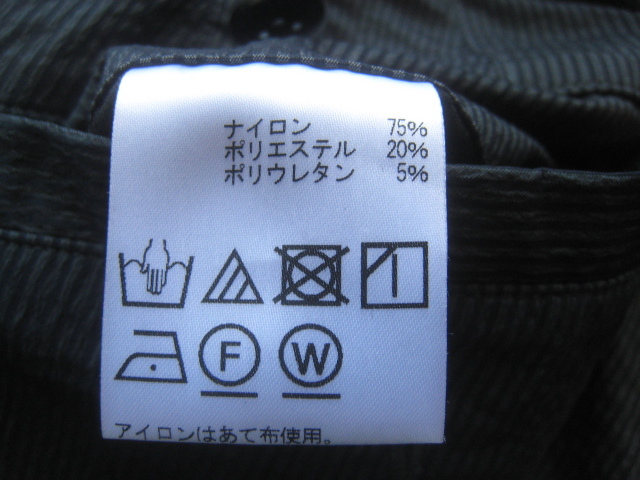 ナイロン 75%
ポリエステル 20%
ポリウレタン 5%
F W
アイロンはあて布使用。